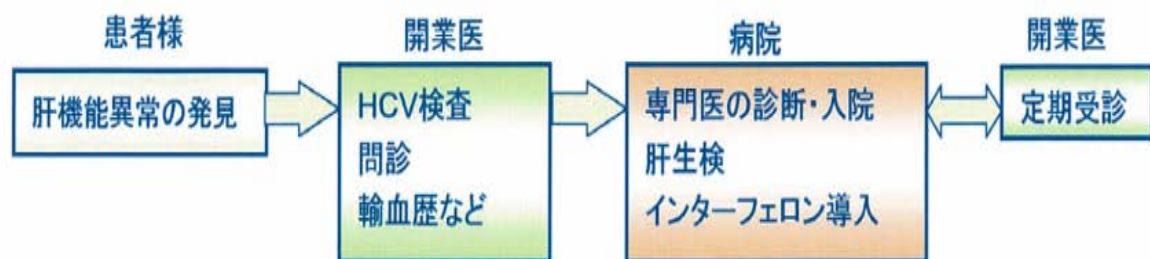 患者様
肝機能異常の発見
開業医
HCV検査
問診
輸血歴など
病院
専門医の診断・入院
肝生検
インターフェロン導入
開業医
定期受診